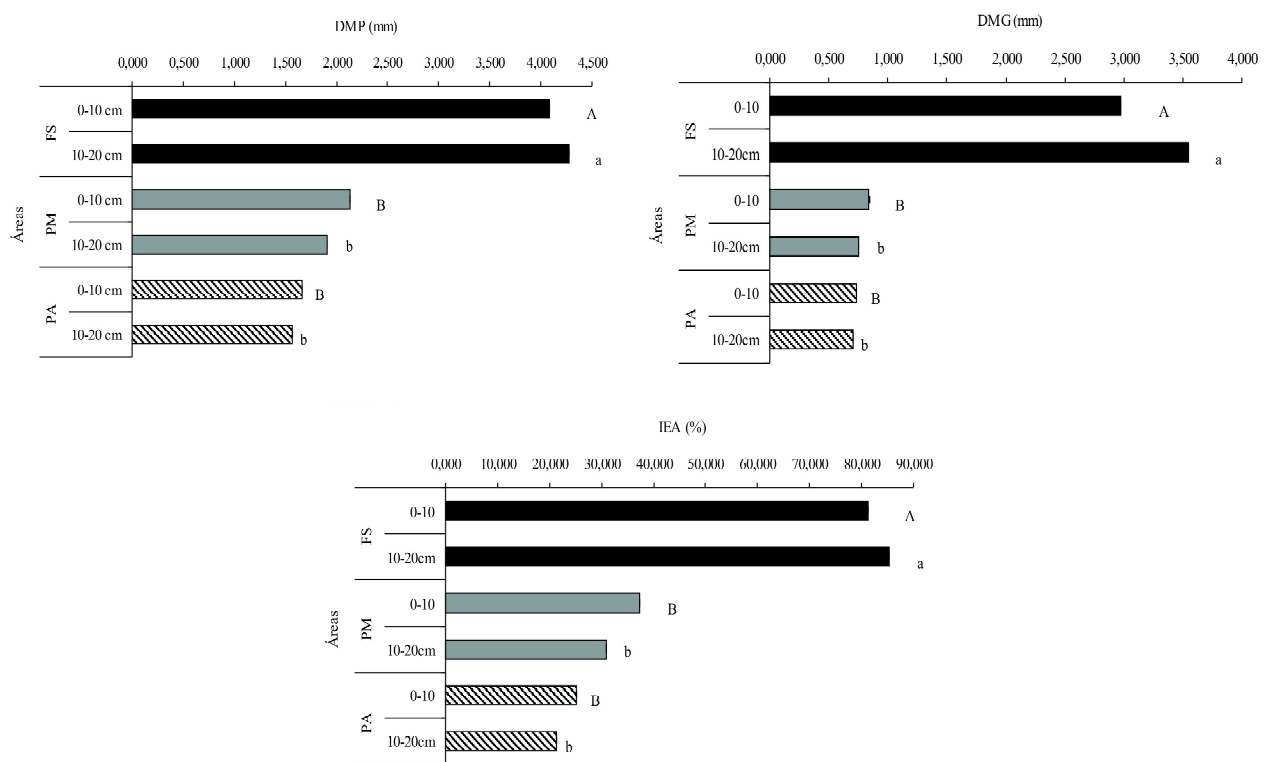 DMP (mm)
0,000 0,500 1,000 1,500 2,000 2,500 3,000 3,500 4,000 4,500
Áreas
FS
0-10 cm A
10-20 cm a
PM
0-10 cm B
10-20 cm b
PA
0-10 cm B
10-20 cm b
DMG (mm)
0,000 0,500 1,000 1,500 2,000 2,500 3,000 3,500 4,000
Áreas
FS
0-10 A
10-20cm a
PM
0-10 B
10-20cm b
PA
0-10 B
10-20cm b
IEA (%)
0,000 10,000 20,000 30,000 40,000 50,000 60,000 70,000 80,000 90,000
Áreas
FS
0-10 A
10-20cm a
PM
0-10 B
10-20cm b
PA
0-10 B
10-20cm b